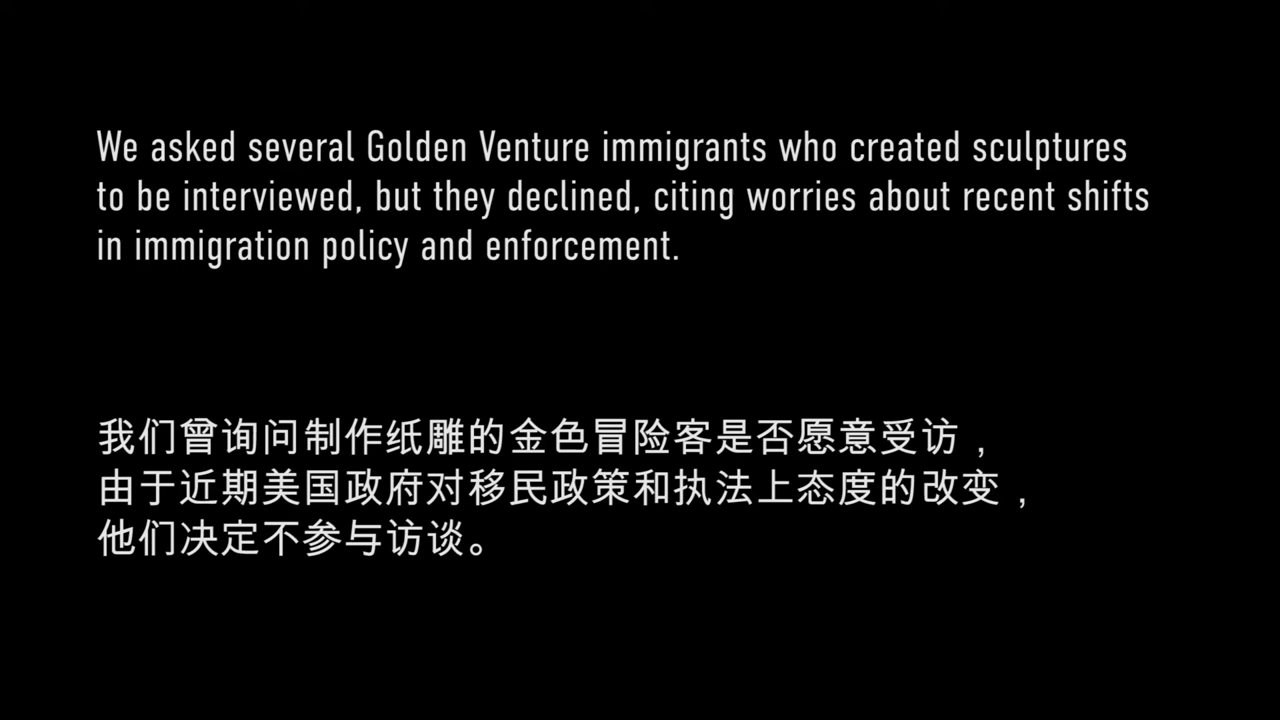 We asked several Golden Venture immigrants who created sculptures
to be interviewed, but they declined, citing worries about recent shifts
in immigration policy and enforcement.
我们曾询问制作纸雕的金色冒险客是否愿意受访，
由于近期美国政府对移民政策和执法上态度的改变，
他们决定不参与访谈。